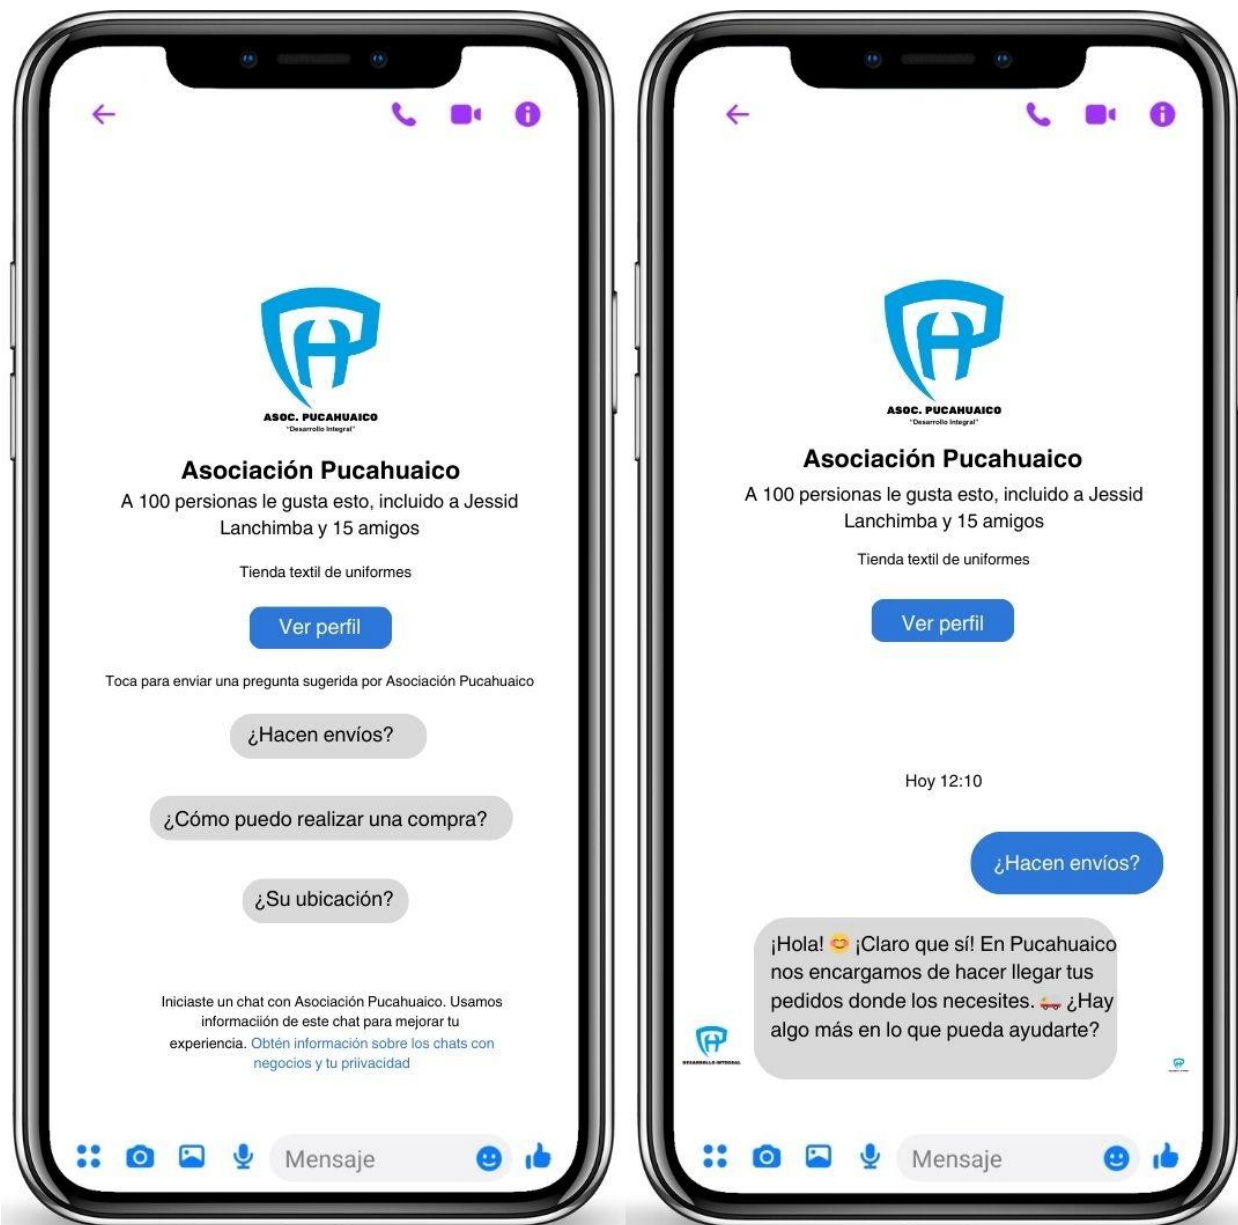 ASOC. PUCAHUAICO
"Desarrollo Integral"
Asociación Pucahuaico
A 100 persionas le gusta esto, incluido a Jessid
Lanchimba y 15 amigos
Tienda textil de uniformes
Ver perfil
Toca para enviar una pregunta sugerida por Asociación Pucahuaico
¿Hacen envíos?
¿Cómo puedo realizar una compra?
¿Su ubicación?
Iniciaste un chat con Asociación Pucahuaico. Usamos
informaciión de este chat para mejorar tu
experiencia. Obtén información sobre los chats con
negocios y tu priivacidad
Mensaje
ASOC. PUCAHUAICO
"Desarrollo Integral"
Asociación Pucahuaico
A 100 persionas le gusta esto, incluido a Jessid
Lanchimba y 15 amigos
Tienda textil de uniformes
Ver perfil
Hoy 12:10
¿Hacen envíos?
¡Hola! 😊 ¡Claro que sí! En Pucahuaico
nos encargamos de hacer llegar tus
pedidos donde los necesites. 🚚 ¿Hay
algo más en lo que pueda ayudarte?
DESARROLLO INTEGRAL
Mensaje